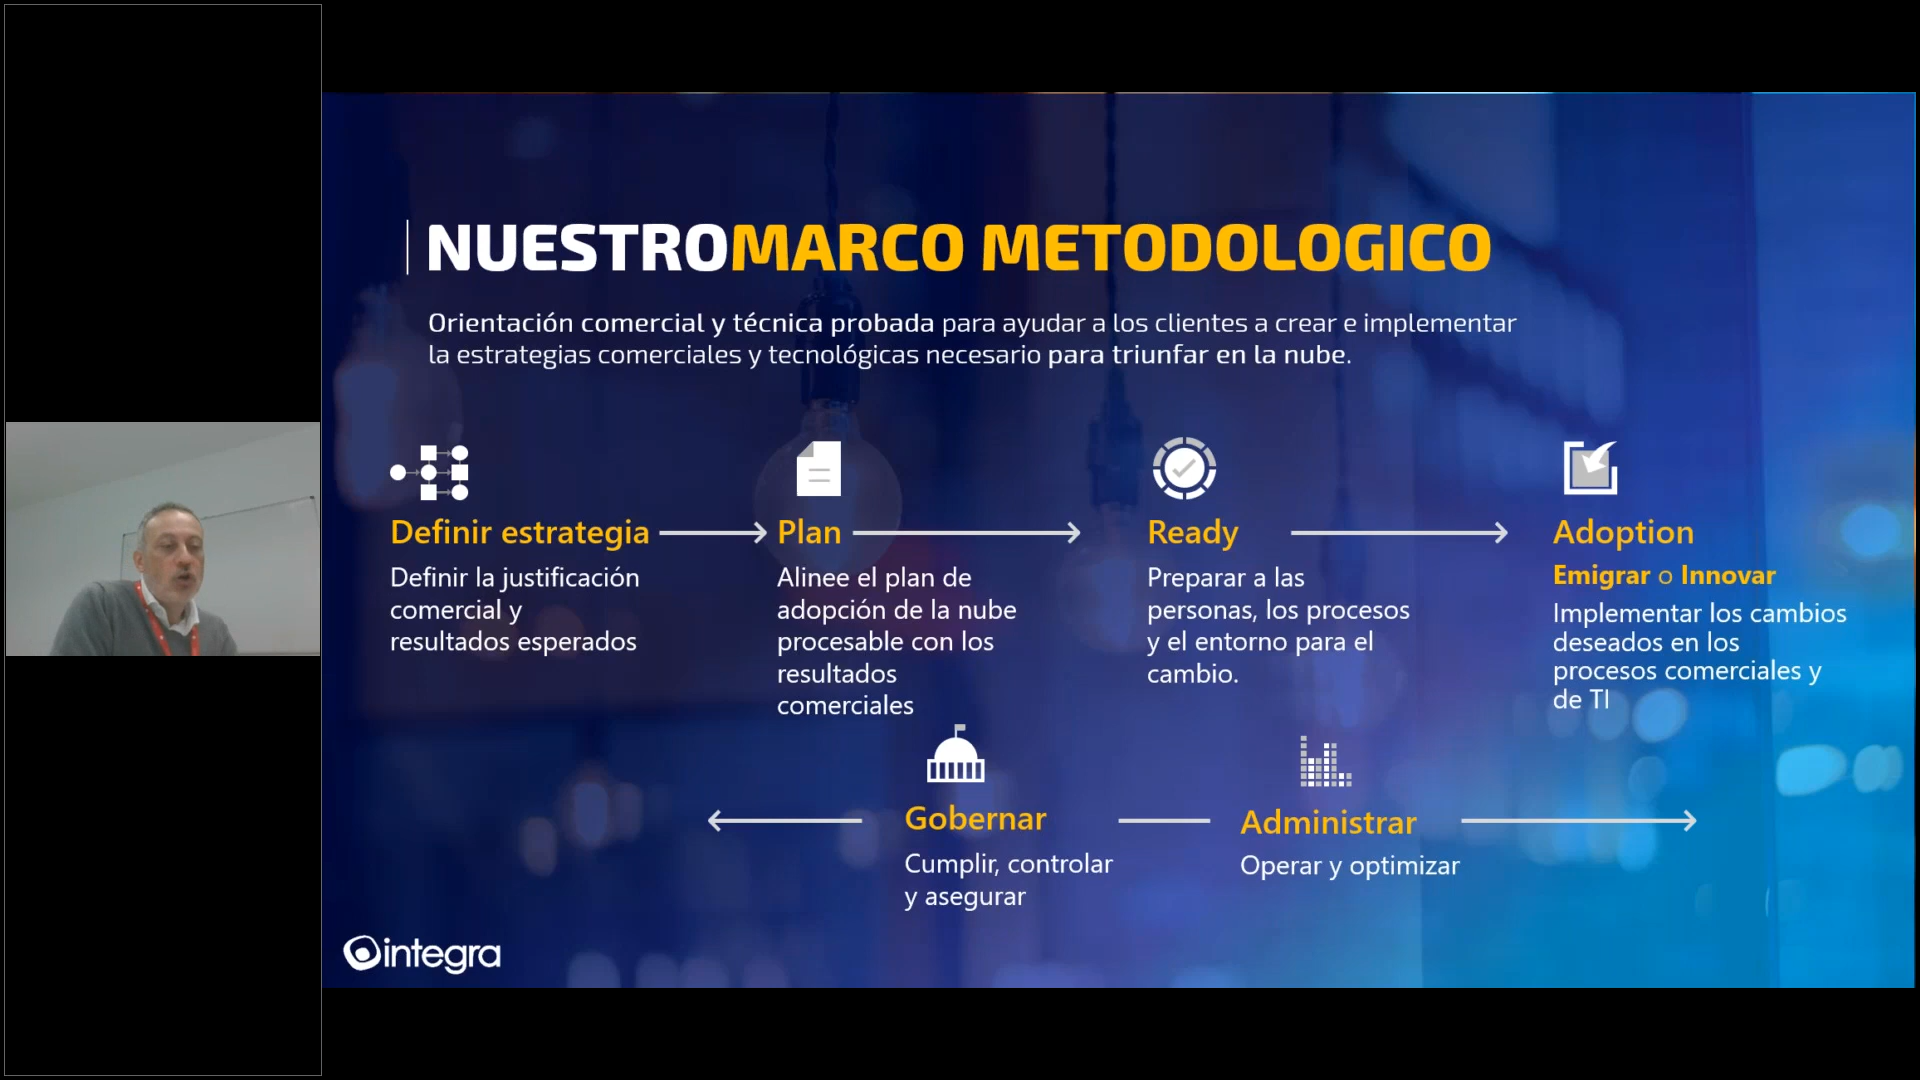 NUESTROMARCO METODOLOGICO
Orientación comercial y técnica probada para ayudar a los clientes a crear e implementar
la estrategias comerciales y tecnológicas necesario para triunfar en la nube.
Definir estrategia
Definir la justificación
comercial y
resultados esperados
Plan
Alinee el plan de
adopción de la nube
procesable con los
resultados
comerciales
Ready
Preparar a las
personas, los procesos
y el entorno para el
cambio.
Adoption
Emigrar o Innovar
Implementar los cambios
deseados en los
procesos comerciales y
de TI
Gobernar
Cumplir, controlar
y asegurar
Administrar
Operar y optimizar
integra